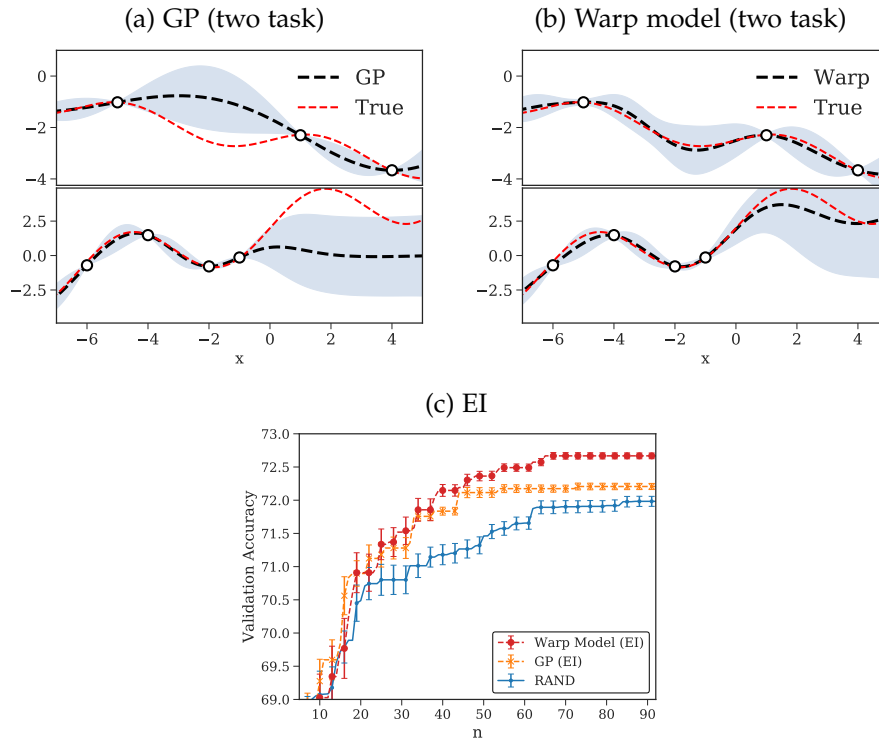 (a) GP (two task)
(b) Warp model (two task)
0
−2
−4
GP
True
0
−2
−4
Warp
True
2.5
0.0
−2.5
2.5
0.0
−2.5
−6 −4 −2 0 2 4
x
−6 −4 −2 0 2 4
x
(c) EI
73.0
72.5
72.0
71.5
71.0
70.5
70.0
69.5
69.0
Validation Accuracy
Warp Model (EI)
GP (EI)
RAND
10 20 30 40 50 60 70 80 90
n